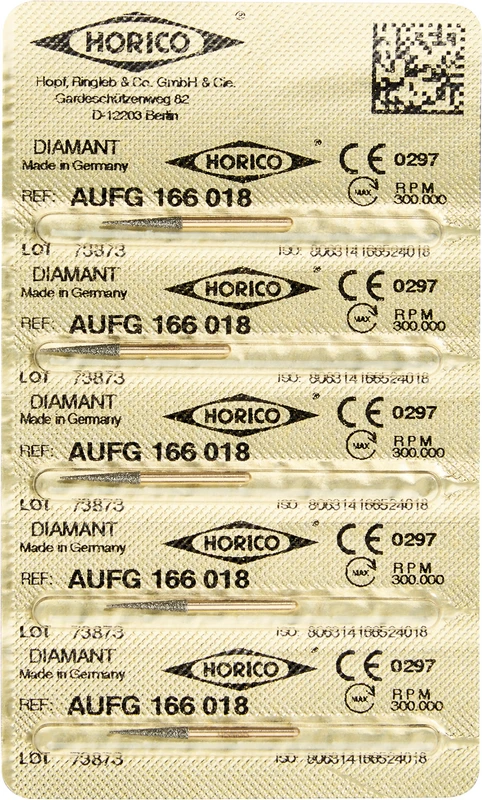 HORICO ®
Hopf, Ringleb & Co. GmbH & Cie.
Gardeschützenweg 82
D-12203 Berlin
DIAMANT HORICO ® CE 0297
Made in Germany
MAX RPM
REF: AUFG 166 018 300.000
LOT 73873 ISO: 806314166524018
DIAMANT HORICO ® CE 0297
Made in Germany
MAX RPM
REF: AUFG 166 018 300.000
LOT 73873 ISO: 806314166524018
DIAMANT HORICO ® CE 0297
Made in Germany
MAX RPM
REF: AUFG 166 018 300.000
LOT 73873 ISO: 806314166524018
DIAMANT HORICO ® CE 0297
Made in Germany
MAX RPM
REF: AUFG 166 018 300.000
LOT 73873 ISO: 806314166524018
DIAMANT HORICO ® CE 0297
Made in Germany
MAX RPM
REF: AUFG 166 018 300.000
LOT 73873 ISO: 806314166524018